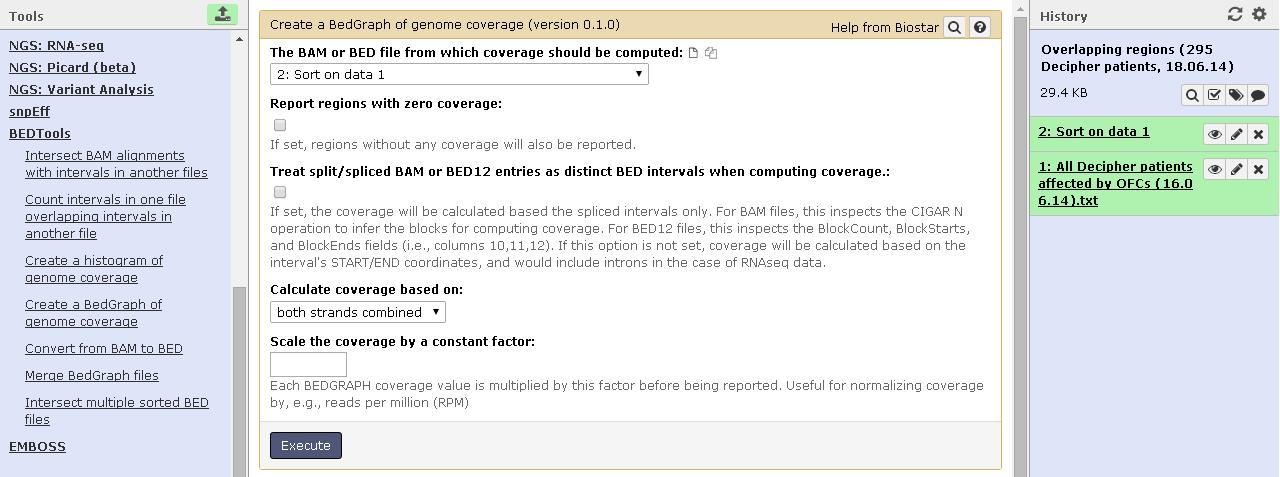 Tools
NGS: RNA-seq
NGS: Picard (beta)
NGS: Variant Analysis
snpEff
BEDTools
Intersect BAM alignments
with intervals in another files
Count intervals in one file
overlapping intervals in
another file
Create a histogram of
genome coverage
Create a BedGraph of
genome coverage
Convert from BAM to BED
Merge BedGraph files
Intersect multiple sorted BED
files
EMBOSS
Create a BedGraph of genome coverage (version 0.1.0)
Help from Biostar
The BAM or BED file from which coverage should be computed:
2: Sort on data 1
Report regions with zero coverage:
If set, regions without any coverage will also be reported.
Treat split/spliced BAM or BED12 entries as distinct BED intervals when computing coverage.:
If set, the coverage will be calculated based the spliced intervals only. For BAM files, this inspects the CIGAR N
operation to infer the blocks for computing coverage. For BED12 files, this inspects the BlockCount, BlockStarts,
and BlockEnds fields (i.e., columns 10,11,12). If this option is not set, coverage will be calculated based on the
interval's START/END coordinates, and would include introns in the case of RNAseq data.
Calculate coverage based on:
both strands combined
Scale the coverage by a constant factor:
Each BEDGRAPH coverage value is multiplied by this factor before being reported. Useful for normalizing coverage
by, e.g., reads per million (RPM)
Execute
History
Overlapping regions (295
Decipher patients, 18.06.14)
29.4 KB
2: Sort on data 1
1: All Decipher patients
affected by OFCs (16.0
6.14).txt